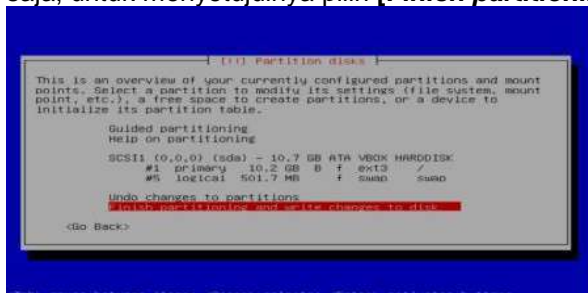 saja, untuk menyetujuinya pilih [Finish partitioni
[!!] Partition disks
This is an overview of your currently configured partitions and mount
points. Select a partition to modify its settings (file system, mount
point, etc.), a free space to create partitions, or a device to
initialize its partition table.
Guided partitioning
Help on partitioning
SCSI1 (0,0,0) (sda) - 10.7 GB ATA VBOX HARDDISK
#1 primary 10.2 GB B f ext3 /
#5 logical 501.7 MB f swap swap
Undo changes to partitions
Finish partitioning and write changes to disk
<Go Back>